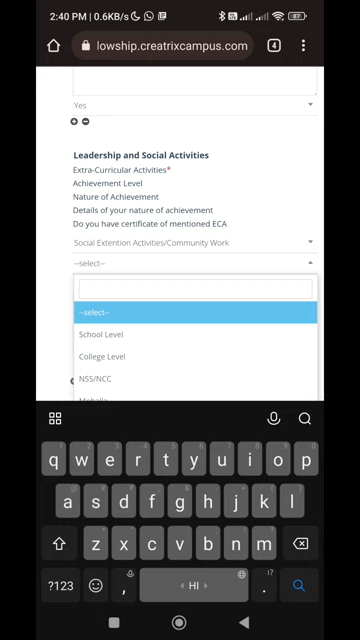 2:40 PM | 0.6KB/s
lowship.creatrixcampus.com
4
Yes
Leadership and Social Activities
Extra-Curricular Activities*
Achievement Level
Nature of Achievement
Details of your nature of achievement
Do you have certificate of mentioned ECA
Social Extention Activities/Community Work
--select--
--select--
School Level
College Level
NSS/NCC
q w e r t y u i o p
a s d f g h j k l
z x c v b n m
?123 , HI .